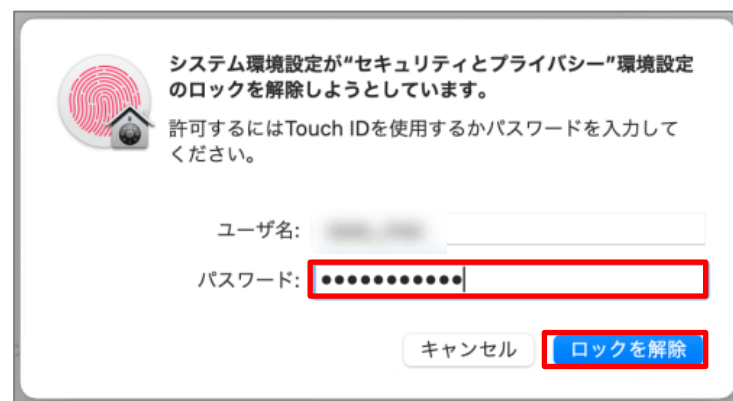 システム環境設定が“セキュリティとプライバシー”環境設定
のロックを解除しようとしています。
許可するにはTouch IDを使用するかパスワードを入力して
ください。
ユーザ名:
パスワード: ●●●●●●●●●●●
キャンセル ロックを解除